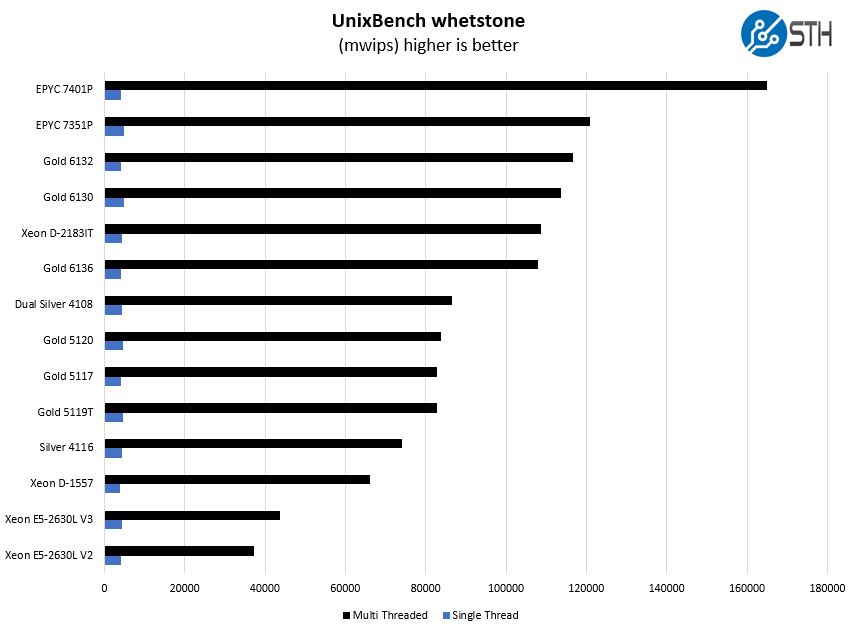 UnixBench whetstone
(mwips) higher is better
STH
EPYC 7401P
EPYC 7351P
Gold 6132
Gold 6130
Xeon D-2183IT
Gold 6136
Dual Silver 4108
Gold 5120
Gold 5117
Gold 5119T
Silver 4116
Xeon D-1557
Xeon E5-2630L V3
Xeon E5-2630L V2
0 20000 40000 60000 80000 100000 120000 140000 160000 180000
Multi Threaded Single Thread